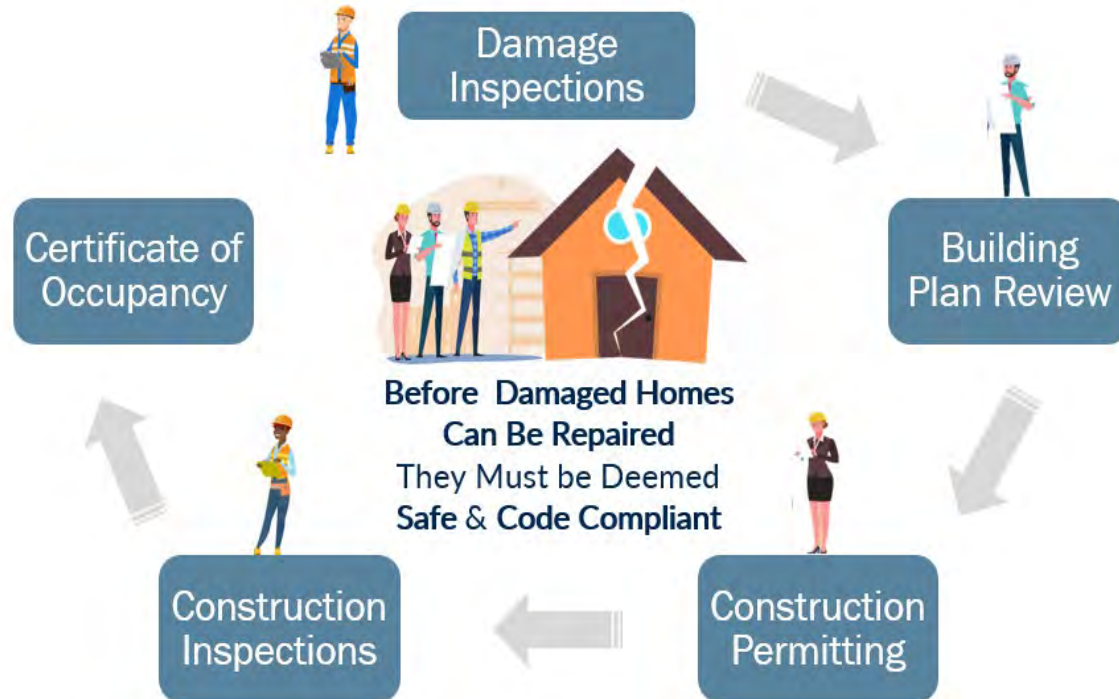 Damage
Inspections
Building
Plan Review
Construction
Permitting
Construction
Inspections
Certificate of
Occupancy
Before Damaged Homes
Can Be Repaired
They Must be Deemed
Safe & Code Compliant